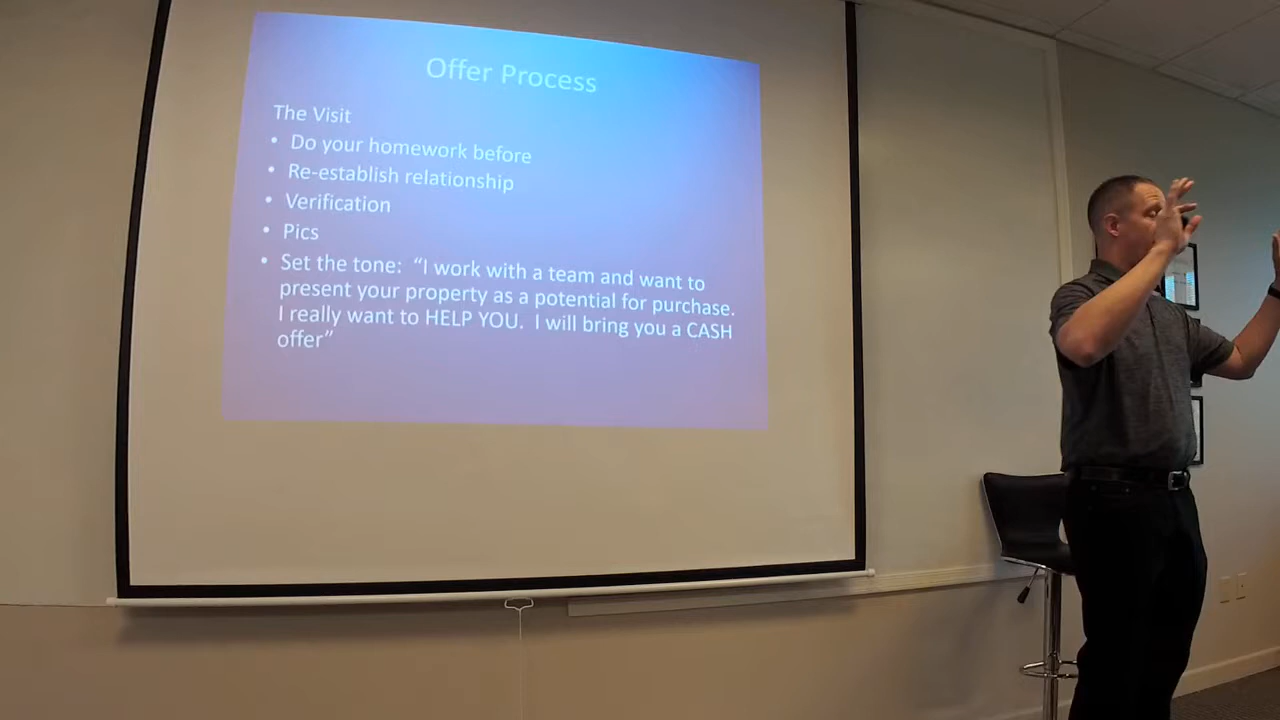 Offer Process
The Visit
• Do your homework before
• Re-establish relationship
• Verification
• Pics
• Set the tone: “I work with a team and want to
present your property as a potential for purchase.
I really want to HELP YOU. I will bring you a CASH
offer”